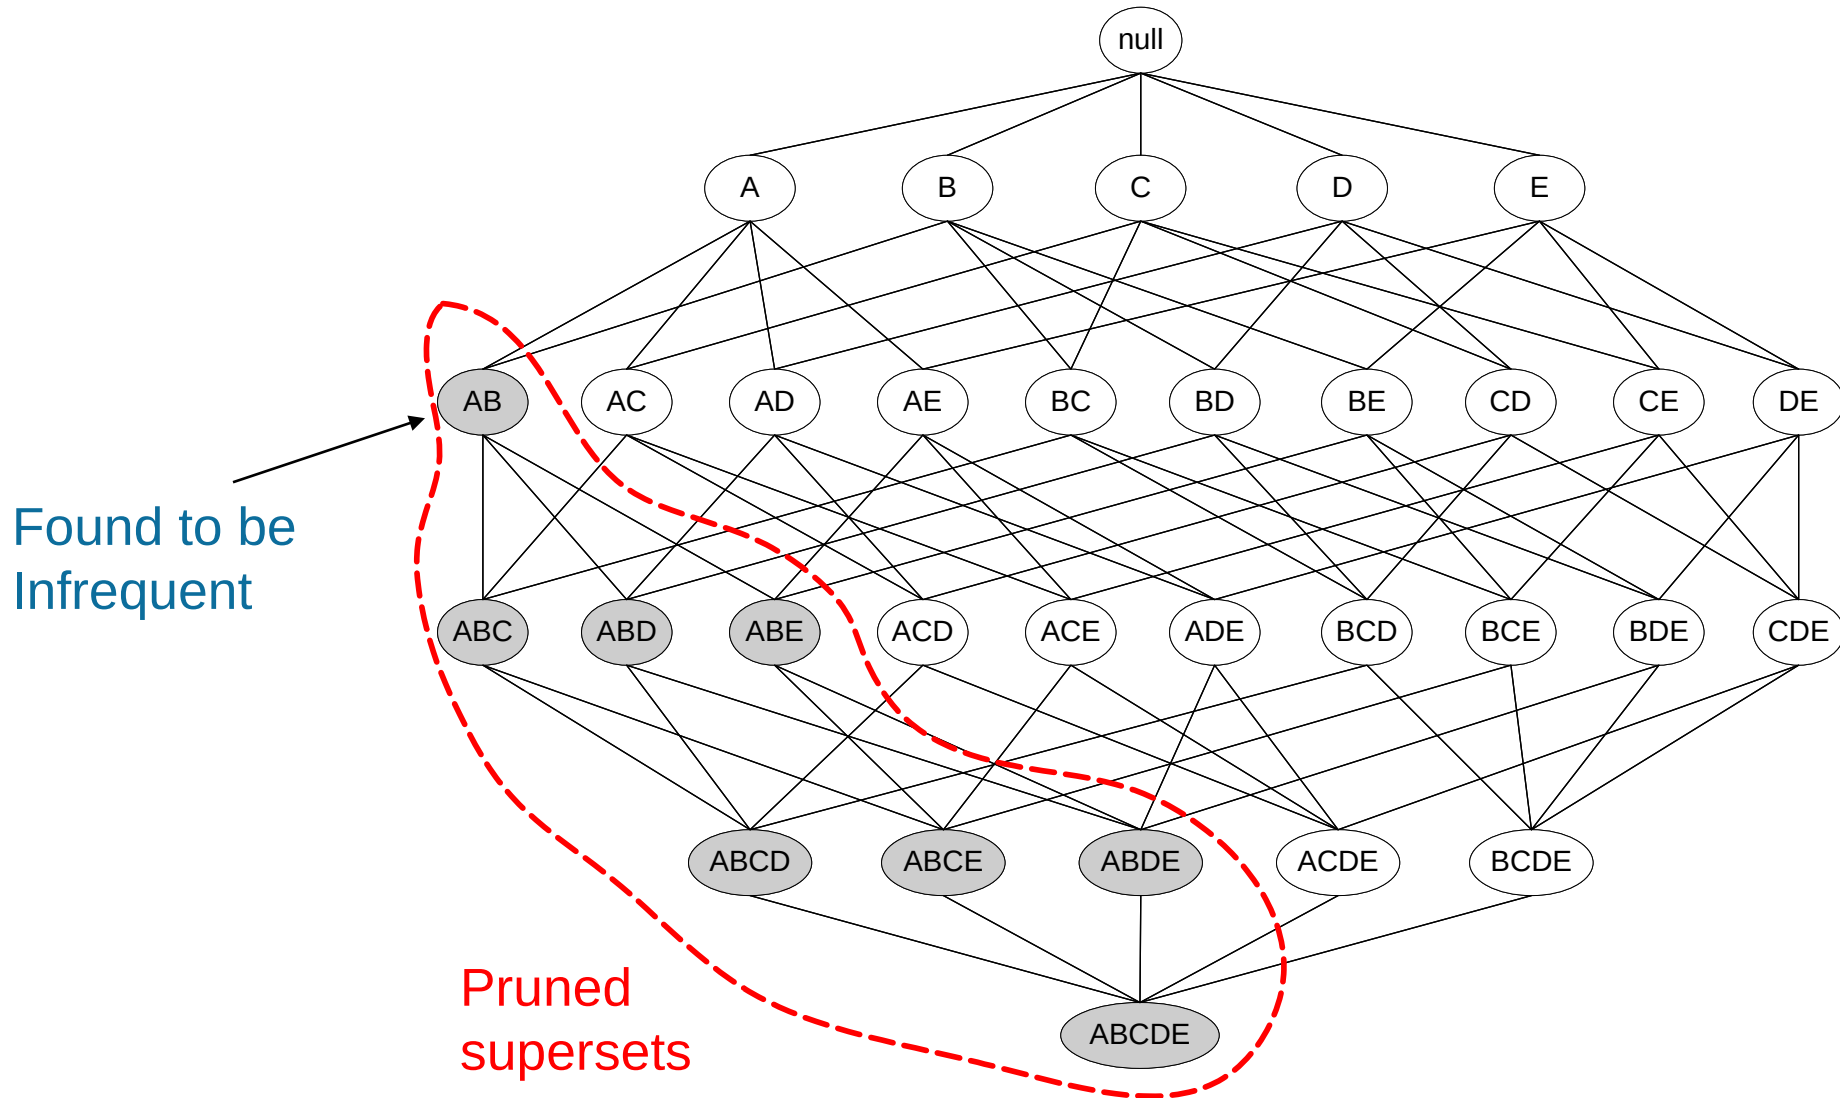 null
A B C D E
AB AC AD AE BC BD BE CD CE DE
Found to be
Infrequent
ABC ABD ABE ACD ACE ADE BCD BCE BDE CDE
ABCD ABCE ABDE ACDE BCDE
Pruned
supersets
ABCDE